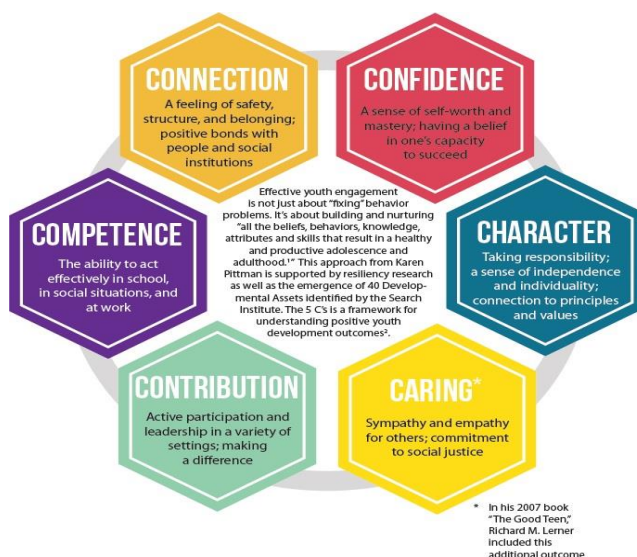 CONNECTION
A feeling of safety,
structure, and belonging;
positive bonds with
people and social
institutions
CONFIDENCE
A sense of self-worth and
mastery; having a belief
in one's capacity
to succeed
COMPETENCE
The ability to act
effectively in school,
in social situations, and
at work
Effective youth engagement
is not just about "fixing" behavior
problems. It's about building and nurturing
"all the beliefs, behaviors, knowledge,
attributes and skills that result in a healthy
and productive adolescence and
adulthood.¹" This approach from Karen
Pittman is supported by resiliency research
as well as the emergence of 40 Develop-
mental Assets identified by the Search
Institute. The 5 C's is a framework for
understanding positive youth
development outcomes².
CHARACTER
Taking responsibility;
a sense of independence
and individuality;
connection to principles
and values
CONTRIBUTION
Active participation and
leadership in a variety of
settings; making
a difference
CARING*
Sympathy and empathy
for others; commitment
to social justice
* In his 2007 book
"The Good Teen,"
Richard M. Lerner
included this
additional outcome